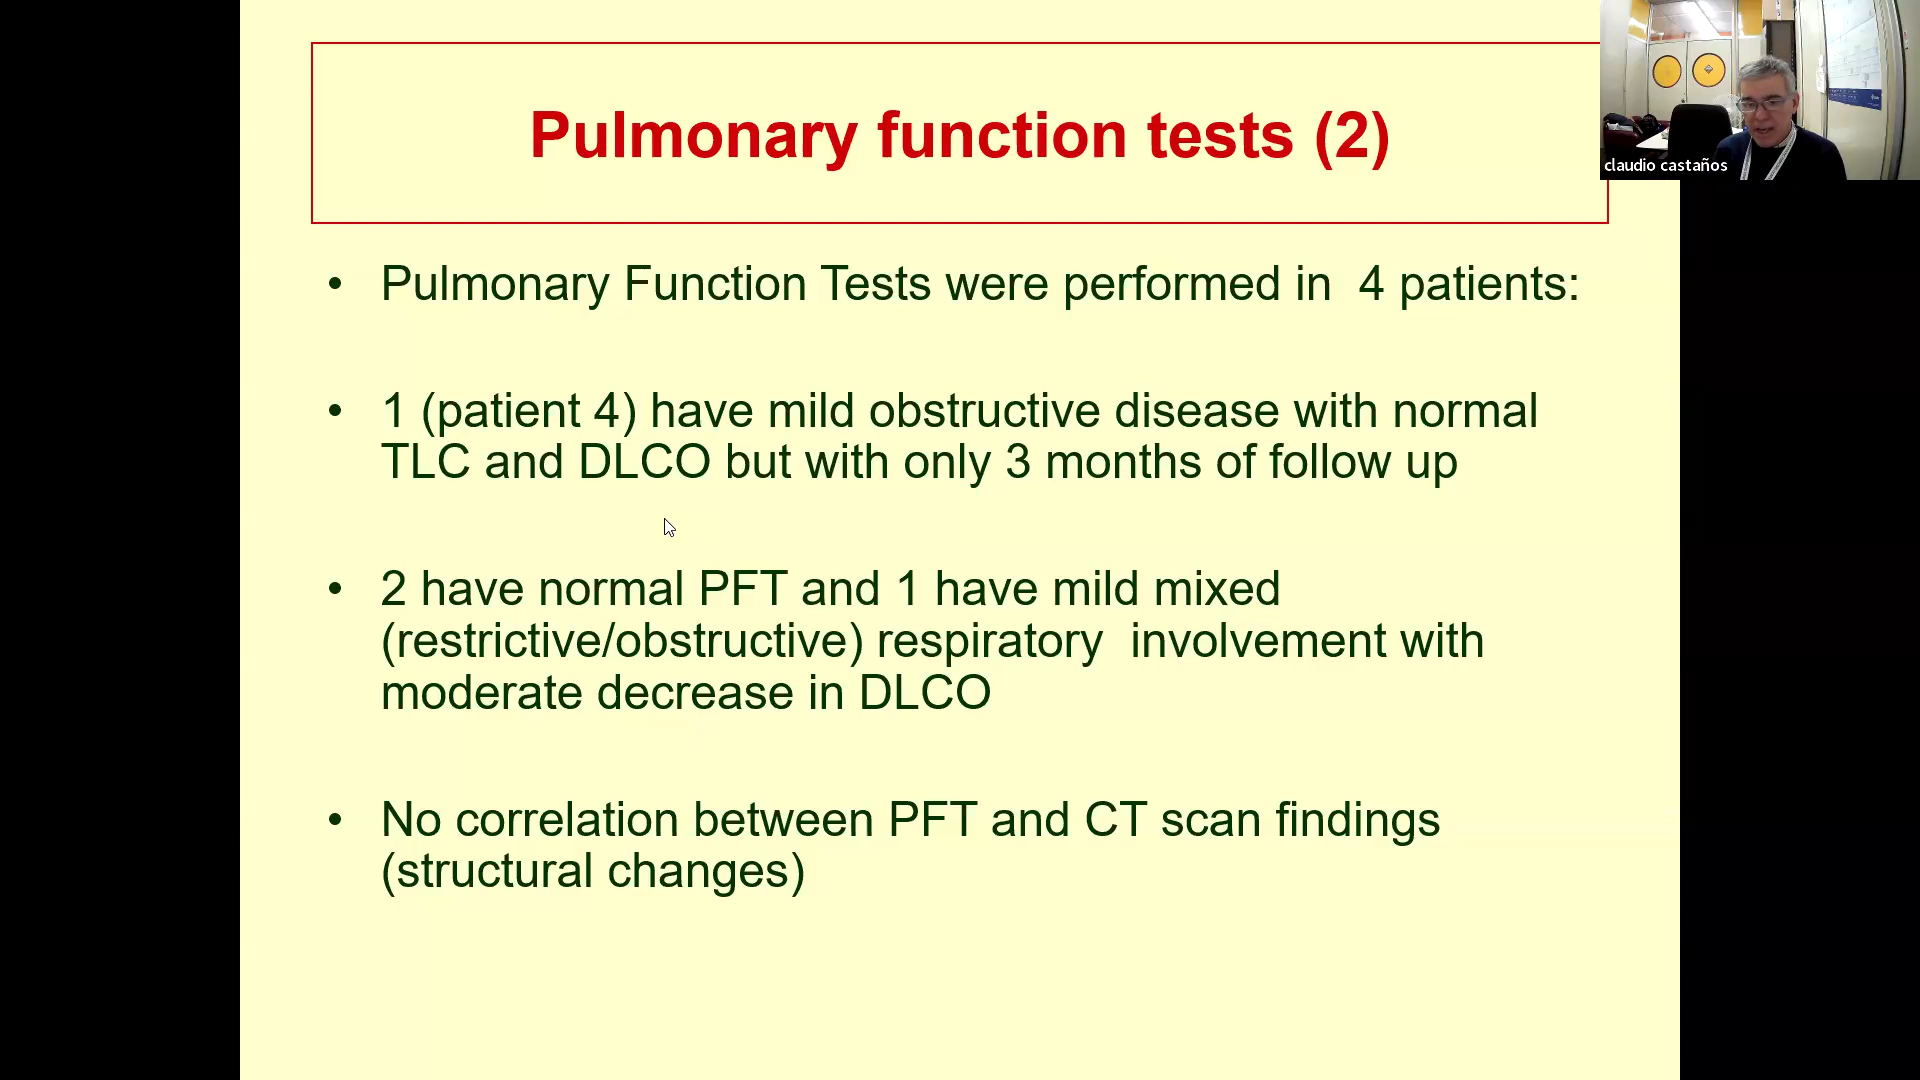 Pulmonary function tests (2)
claudio castaños
• Pulmonary Function Tests were performed in  4 patients:
• 1 (patient 4) have mild obstructive disease with normal
TLC and DLCO but with only 3 months of follow up
• 2 have normal PFT and 1 have mild mixed
(restrictive/obstructive) respiratory  involvement with
moderate decrease in DLCO
• No correlation between PFT and CT scan findings
(structural changes)